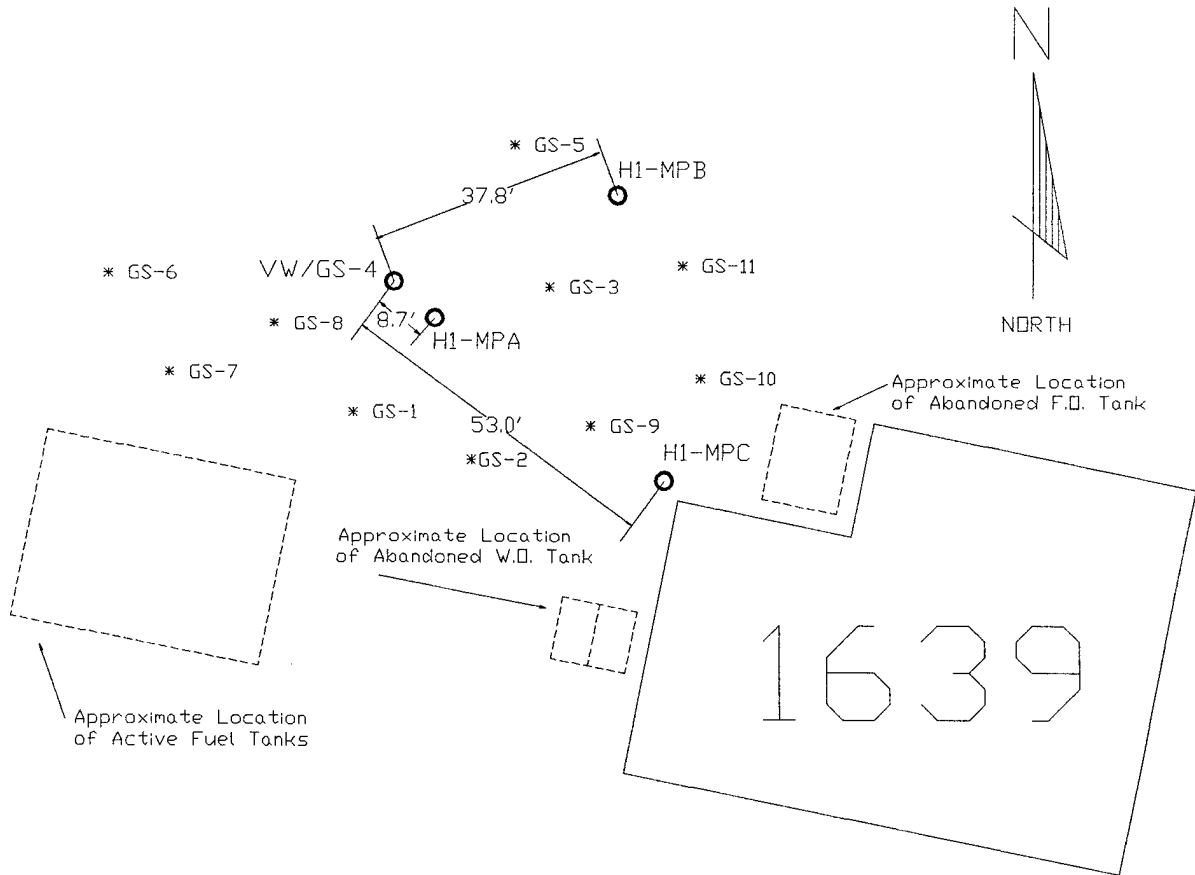 N
GS-5
H1-MPB
37.8'
GS-6
VW/GS-4
GS-11
GS-3
GS-8
8.7'
H1-MPA
NORTH
GS-7
GS-10
Approximate Location
of Abandoned F.O. Tank
GS-1
53.0'
GS-9
GS-2
H1-MPC
Approximate Location
of Abandoned W.O. Tank
1639
Approximate Location
of Active Fuel Tanks